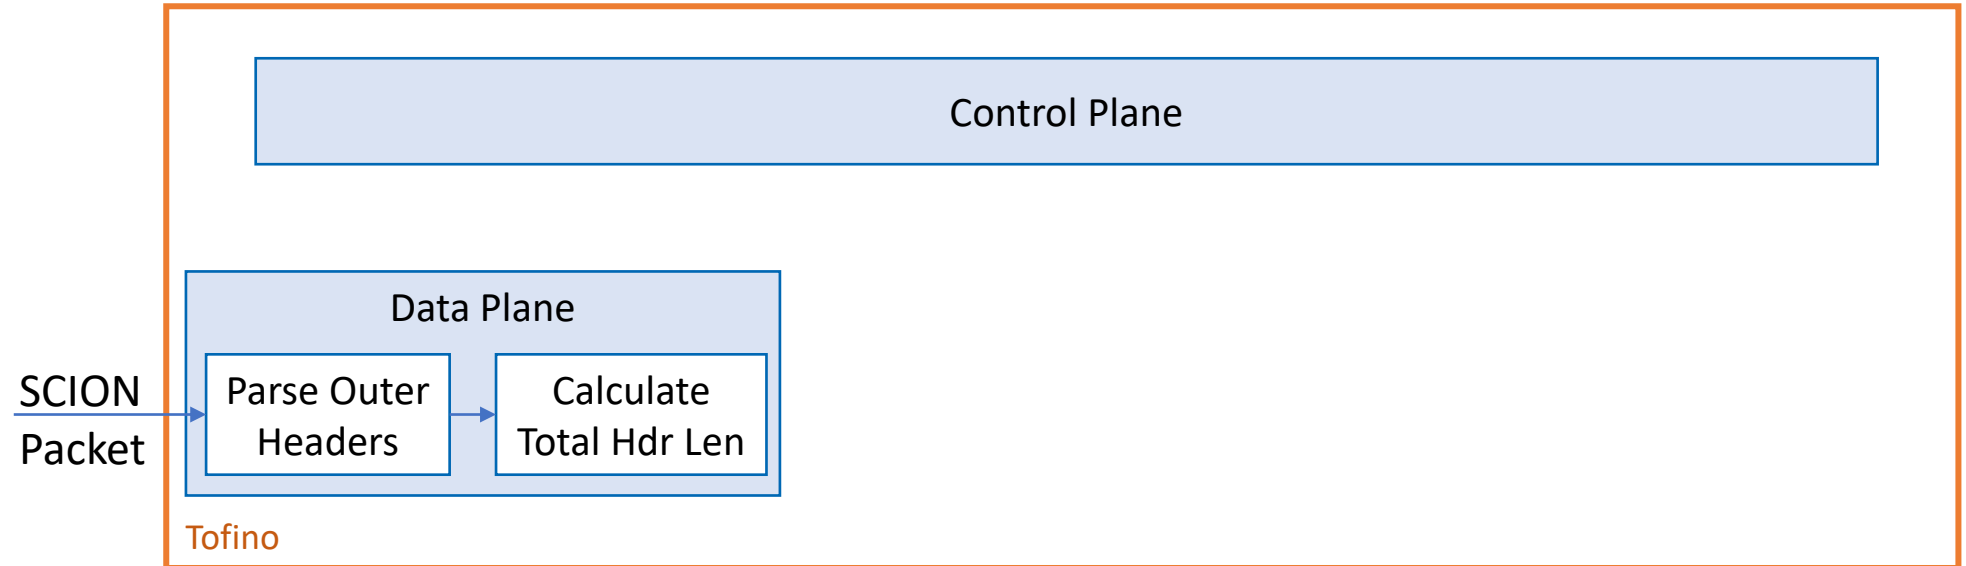 Control Plane
Data Plane
SCION
Packet
Parse Outer
Headers
Calculate
Total Hdr Len
Tofino